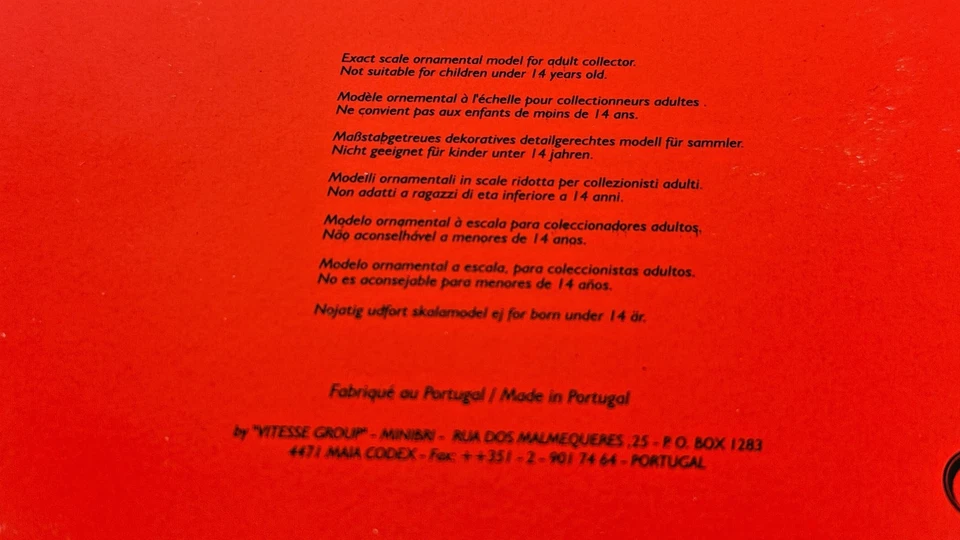 Exact scale ornamental model for adult collector.
Not suitable for children under 14 years old.
Modèle ornemental à l'échelle pour collectionneurs adultes .
Ne convient pas aux enfants de moins de 14 ans.
Maßstabgetreues dekoratives detailgerechtes modell für sammler.
Nicht geeignet für kinder unter 14 jahren.
Modelli ornamentali in scale ridotta per collezionisti adulti.
Non adatti a ragazzi di eta inferiore a 14 anni.
Modelo ornamental à escala para coleccionadores adultos.
Não aconselhável a menores de 14 anos.
Modelo ornamental a escala, para coleccionistas adultos.
No es aconsejable para menores de 14 años.
Nojatig udfort skalamodel ej for born under 14 år.
Fabriqué au Portugal / Made in Portugal
by "VITESSE GROUP" - MINIBRI - RUA DOS MALMEQUERES ,25 - P. O. BOX 1283
4471 MAIA CODEX - Fax: ++351 - 2 - 901 74 64 - PORTUGAL